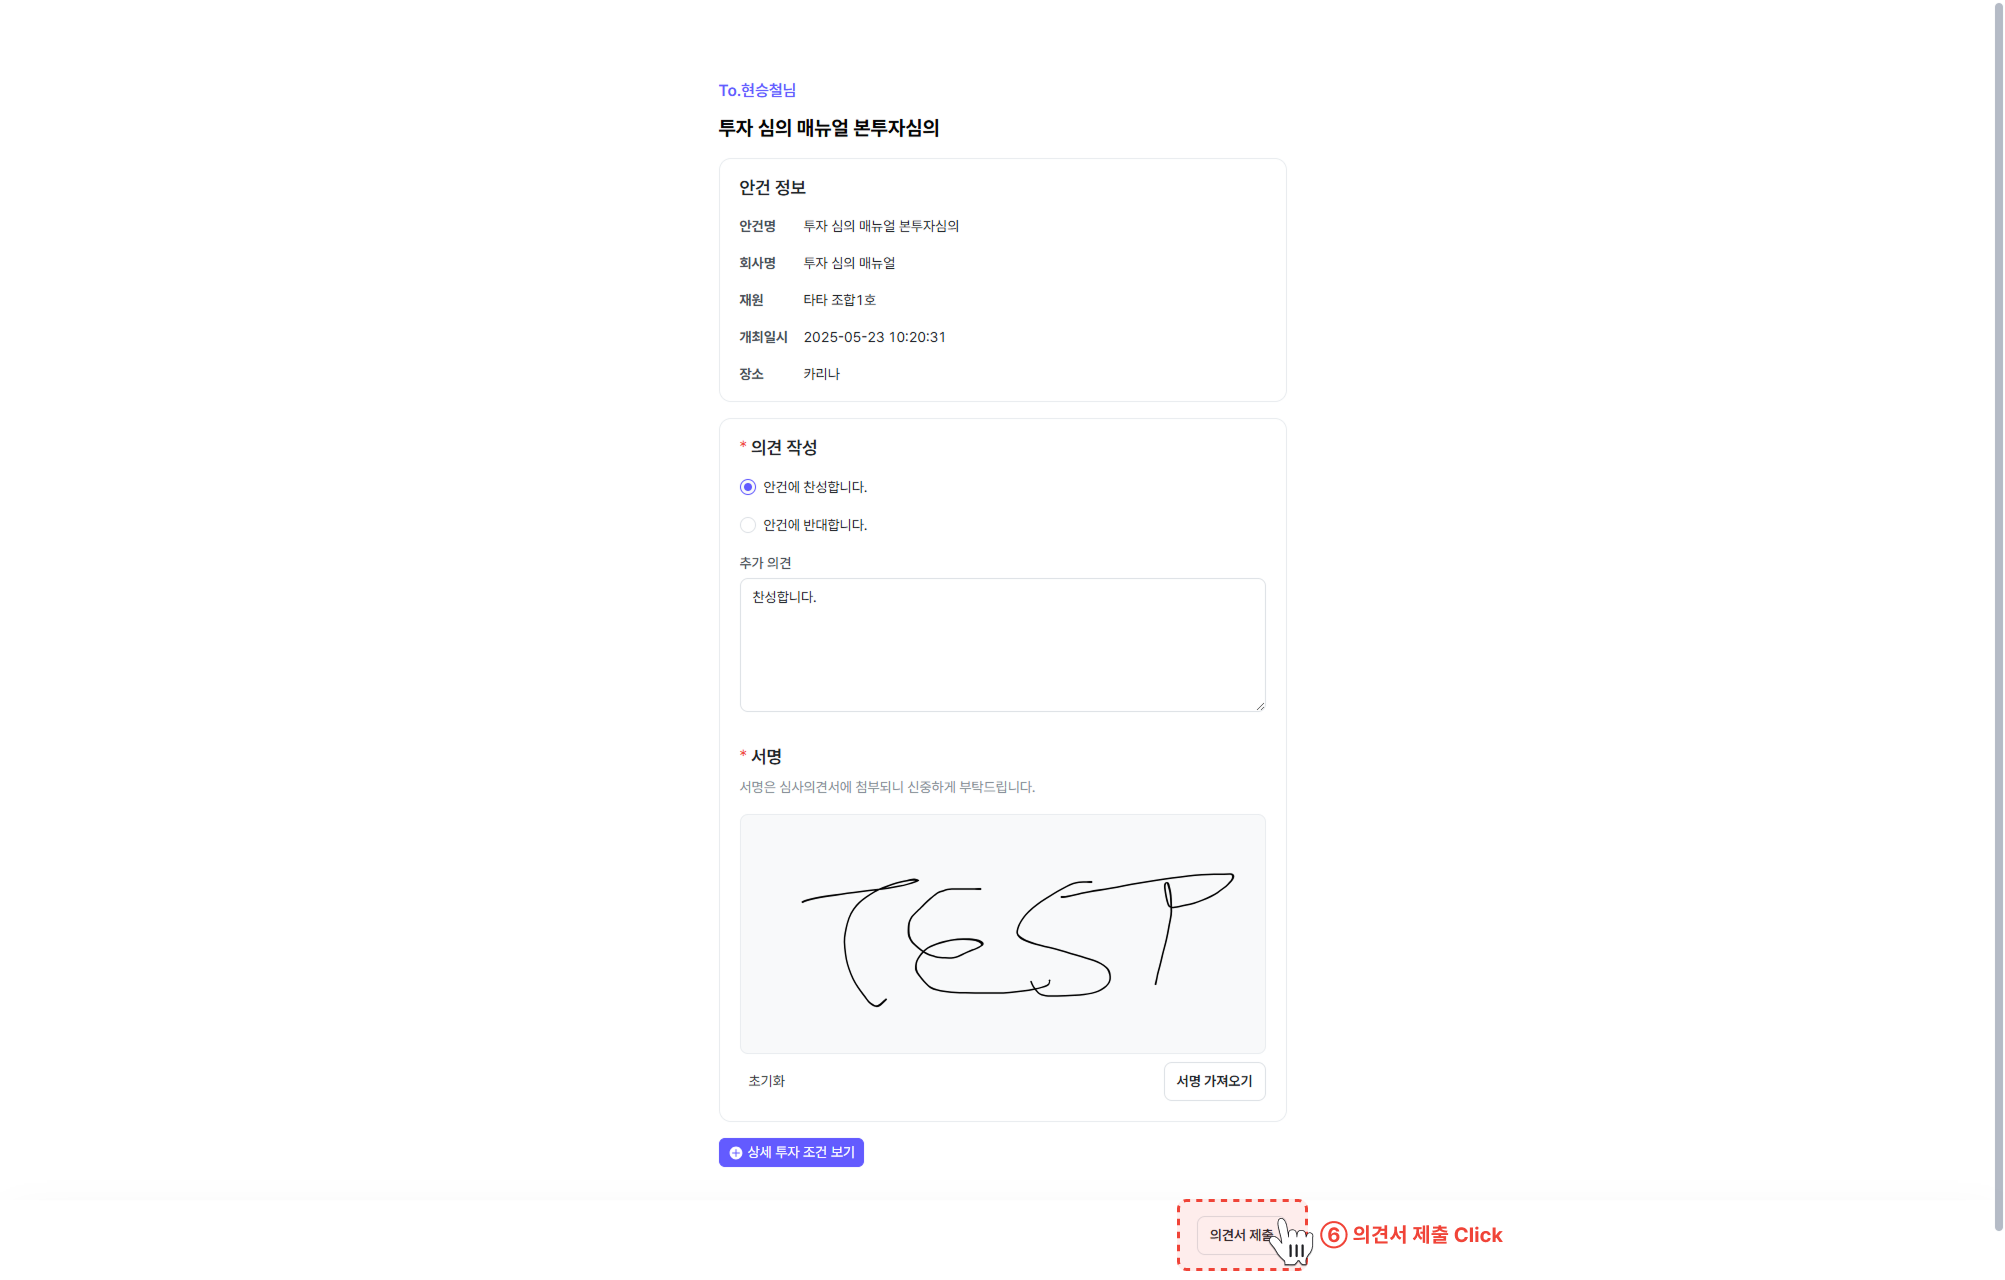 To.현승철님
투자 심의 매뉴얼 본투자심의
안건 정보
안건명 투자 심의 매뉴얼 본투자심의
회사명 투자 심의 매뉴얼
재원 타타 조합1호
개최일시 2025-05-23 10:20:31
장소 카리나
* 의견 작성
안건에 찬성합니다.
안건에 반대합니다.
추가 의견
찬성합니다.
* 서명
서명은 심사의견서에 첨부되니 신중하게 부탁드립니다.
TEST
초기화 서명 가져오기
상세 투자 조건 보기
의견서 제출 ⑥ 의견서 제출 Click